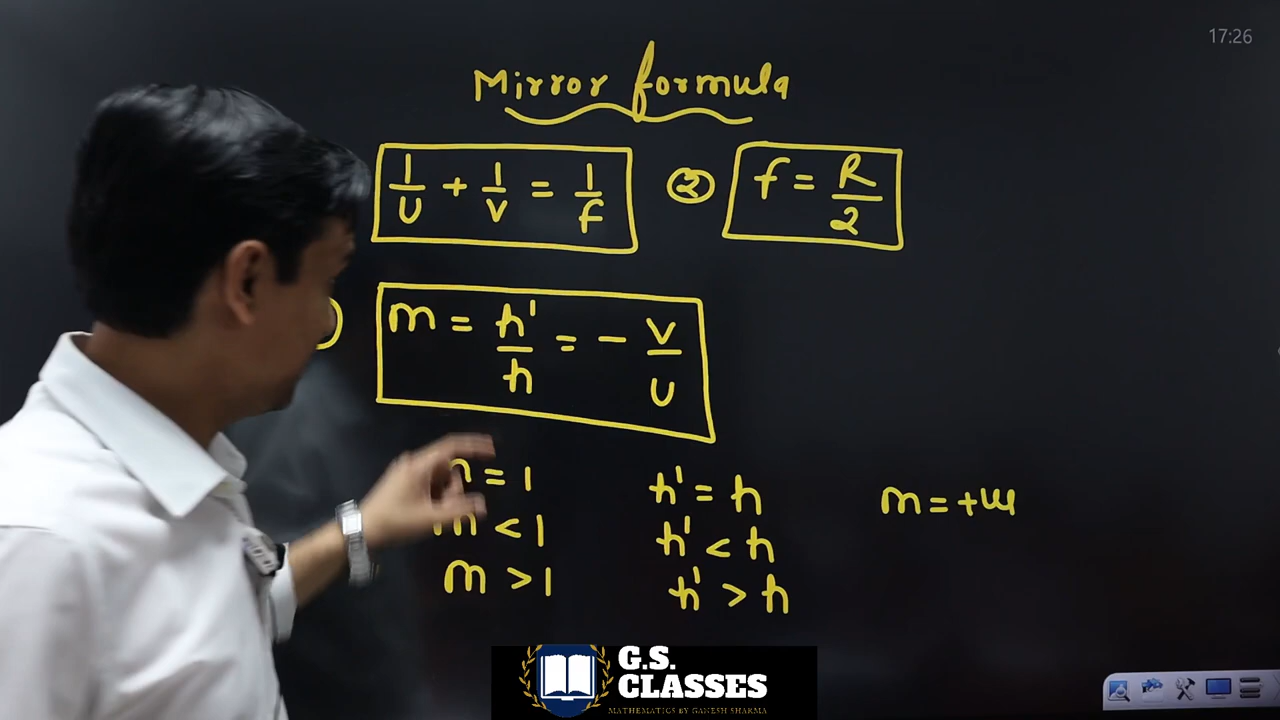 17:26
Mirror formula
1/u + 1/v = 1/f ② f = R/2
m = h'/h = - v/u
= 1 h' = h m = +ve
m < 1 h' < h
m > 1 h' > h
G.S.
CLASSES
MATHEMATICS BY GANESH SHARMA